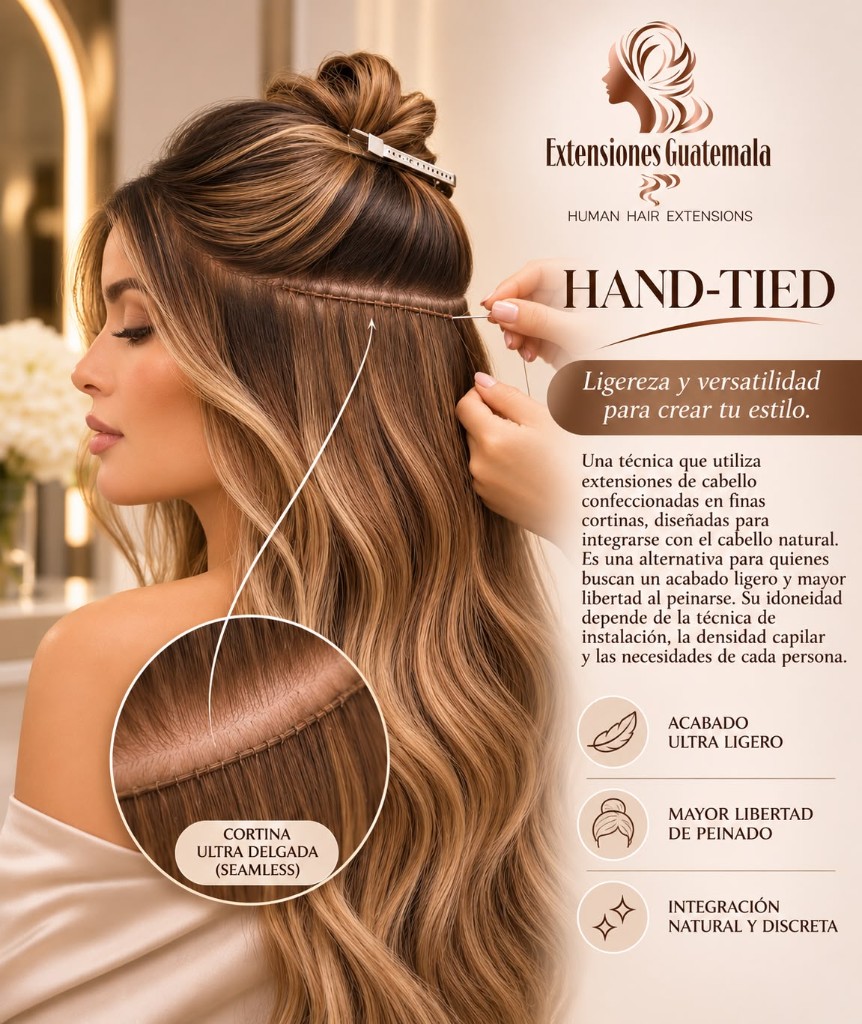 Extensiones Guatemala
HUMAN HAIR EXTENSIONS
HAND-TIED
Ligereza y versatilidad
para crear tu estilo.
Una técnica que utiliza
extensiones de cabello
confeccionadas en finas
cortinas, diseñadas para
integrarse con el cabello natural.
Es una alternativa para quienes
buscan un acabado ligero y mayor
libertad al peinarse. Su idoneidad
depende de la técnica de
instalación, la densidad capilar
y las necesidades de cada persona.
ACABADO
ULTRA LIGERO
MAYOR LIBERTAD
DE PEINADO
INTEGRACIÓN
NATURAL Y DISCRETA
CORTINA
ULTRA DELGADA
(SEAMLESS)